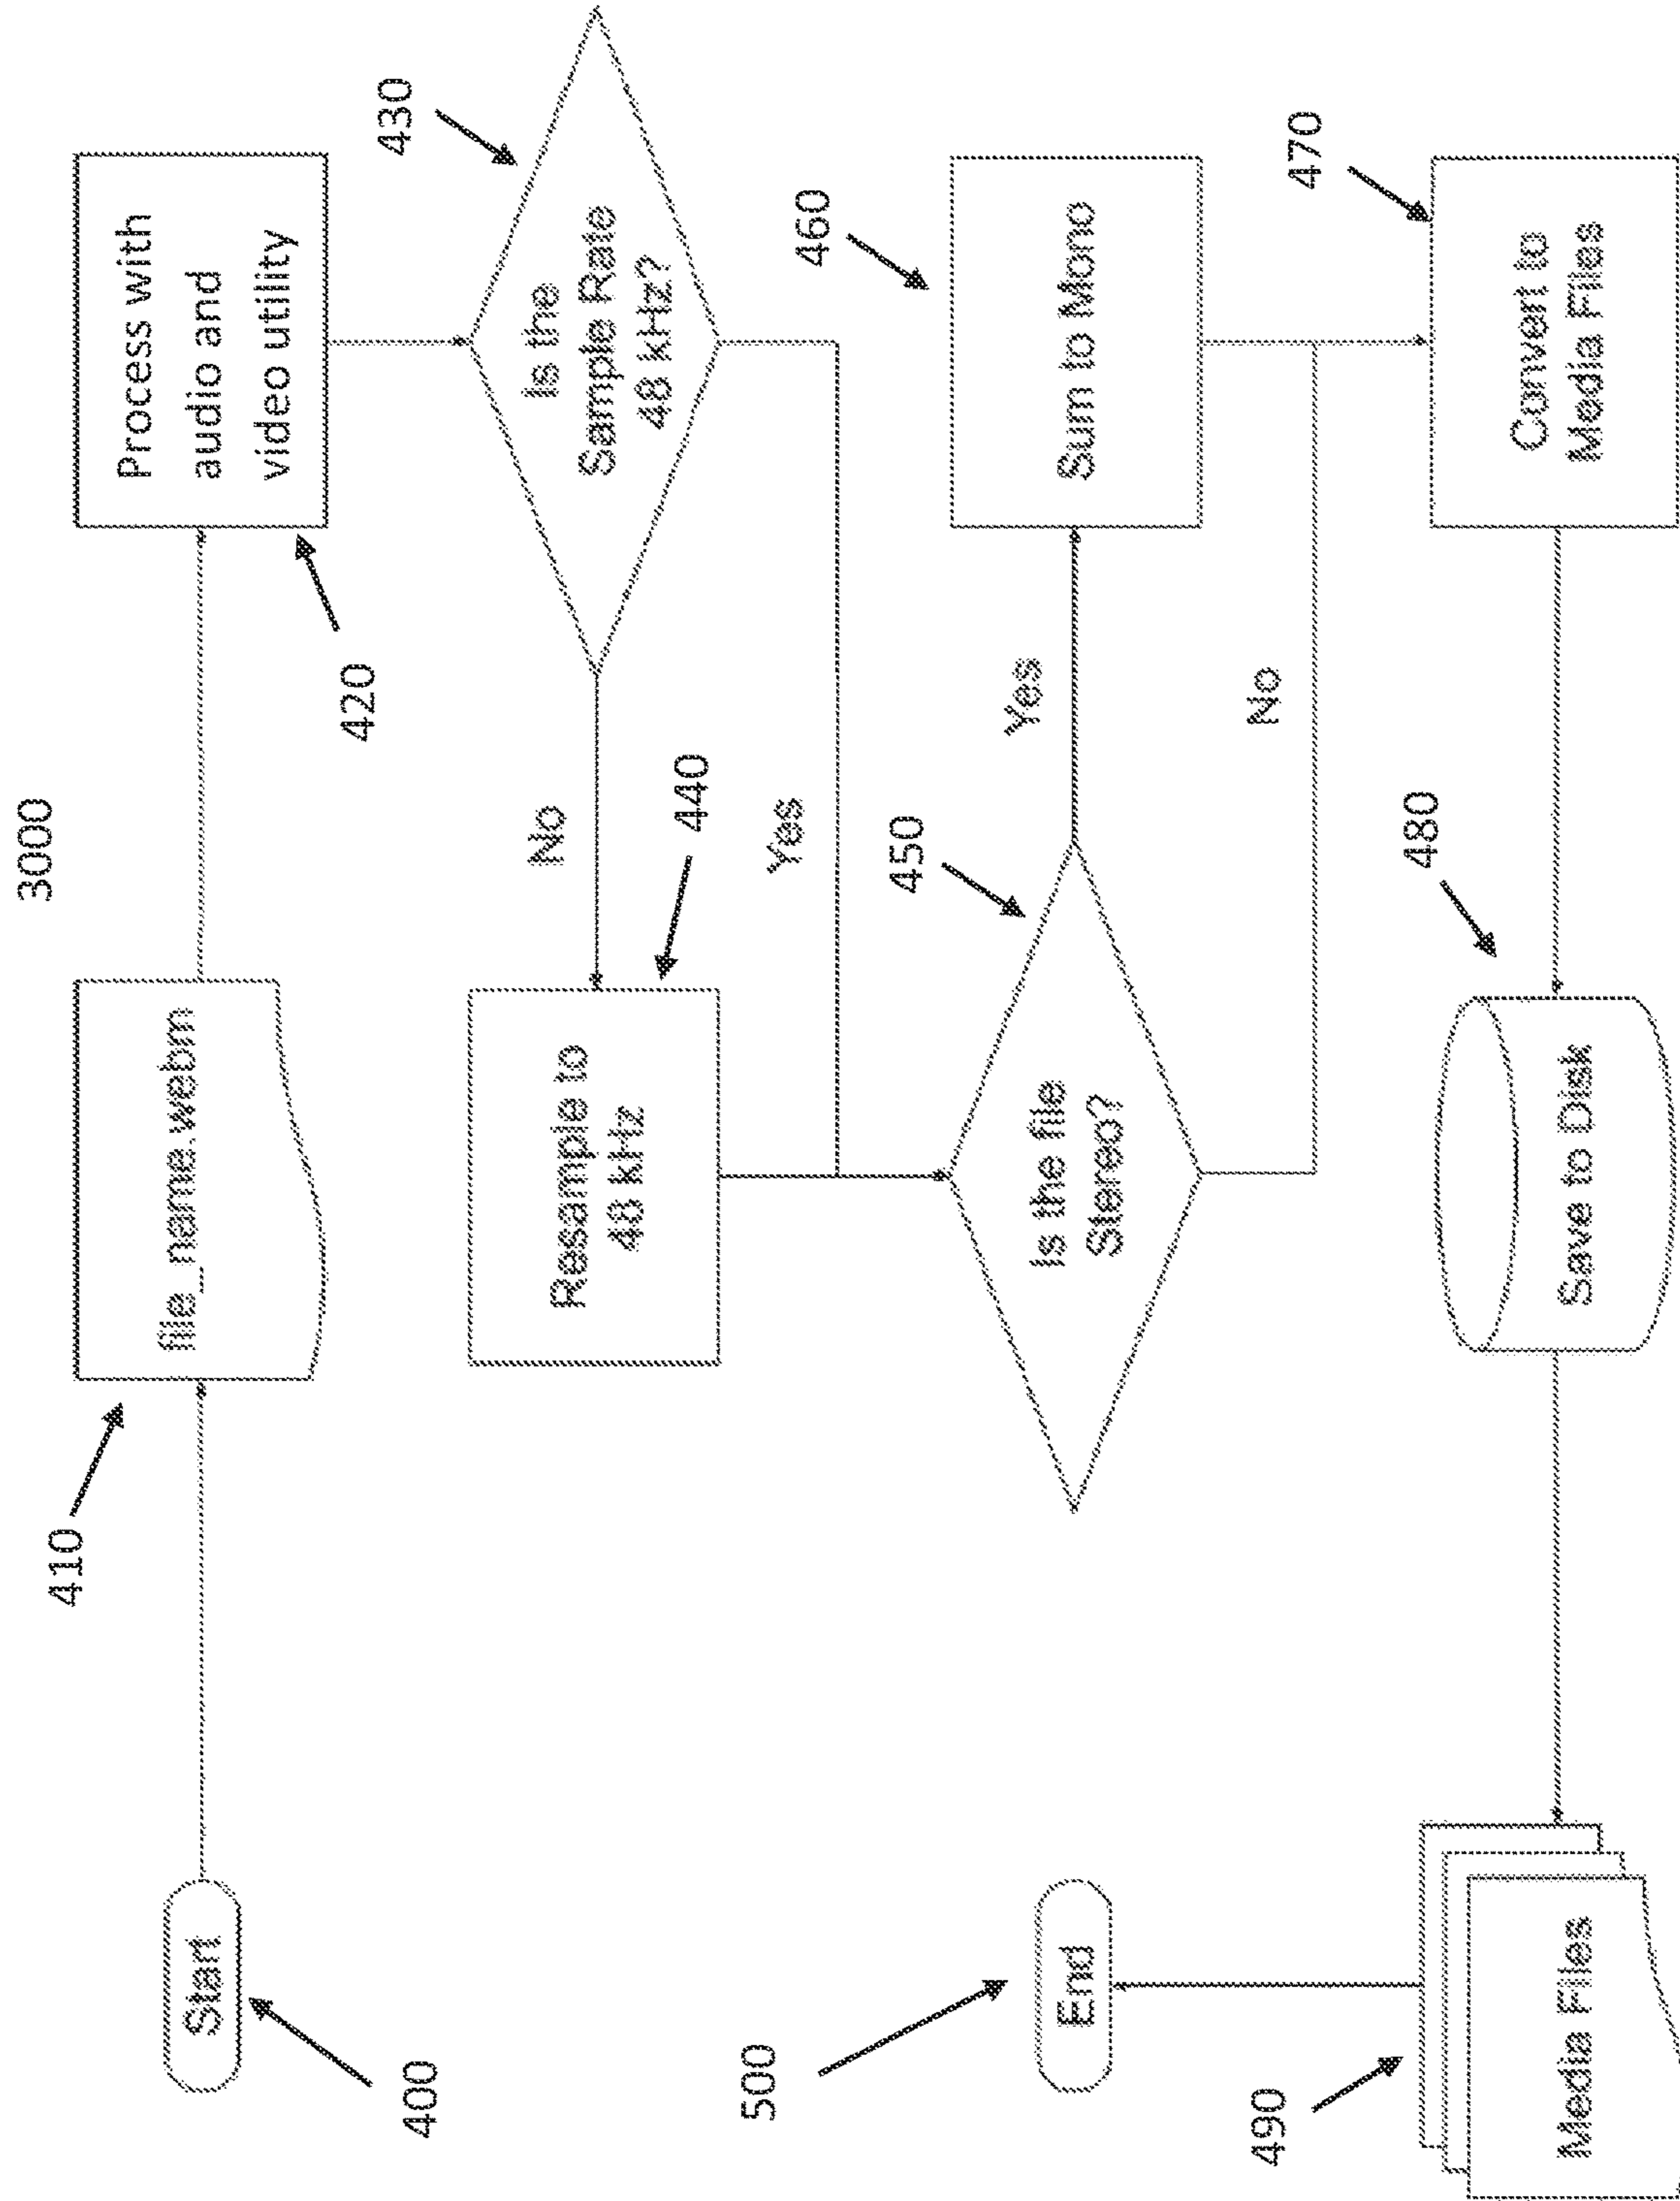 3000
Start
400
410
file_name.webm
Process with
audio and
video utility
420
430
Is the
Sample Rate
48 kHz?
No
Yes
440
Resample to
48 kHz
450
Is the file
Stereo?
Yes
No
460
Sum to Mono
470
Convert to
Media Files
480
Save to Disk
490
Media Files
500
End